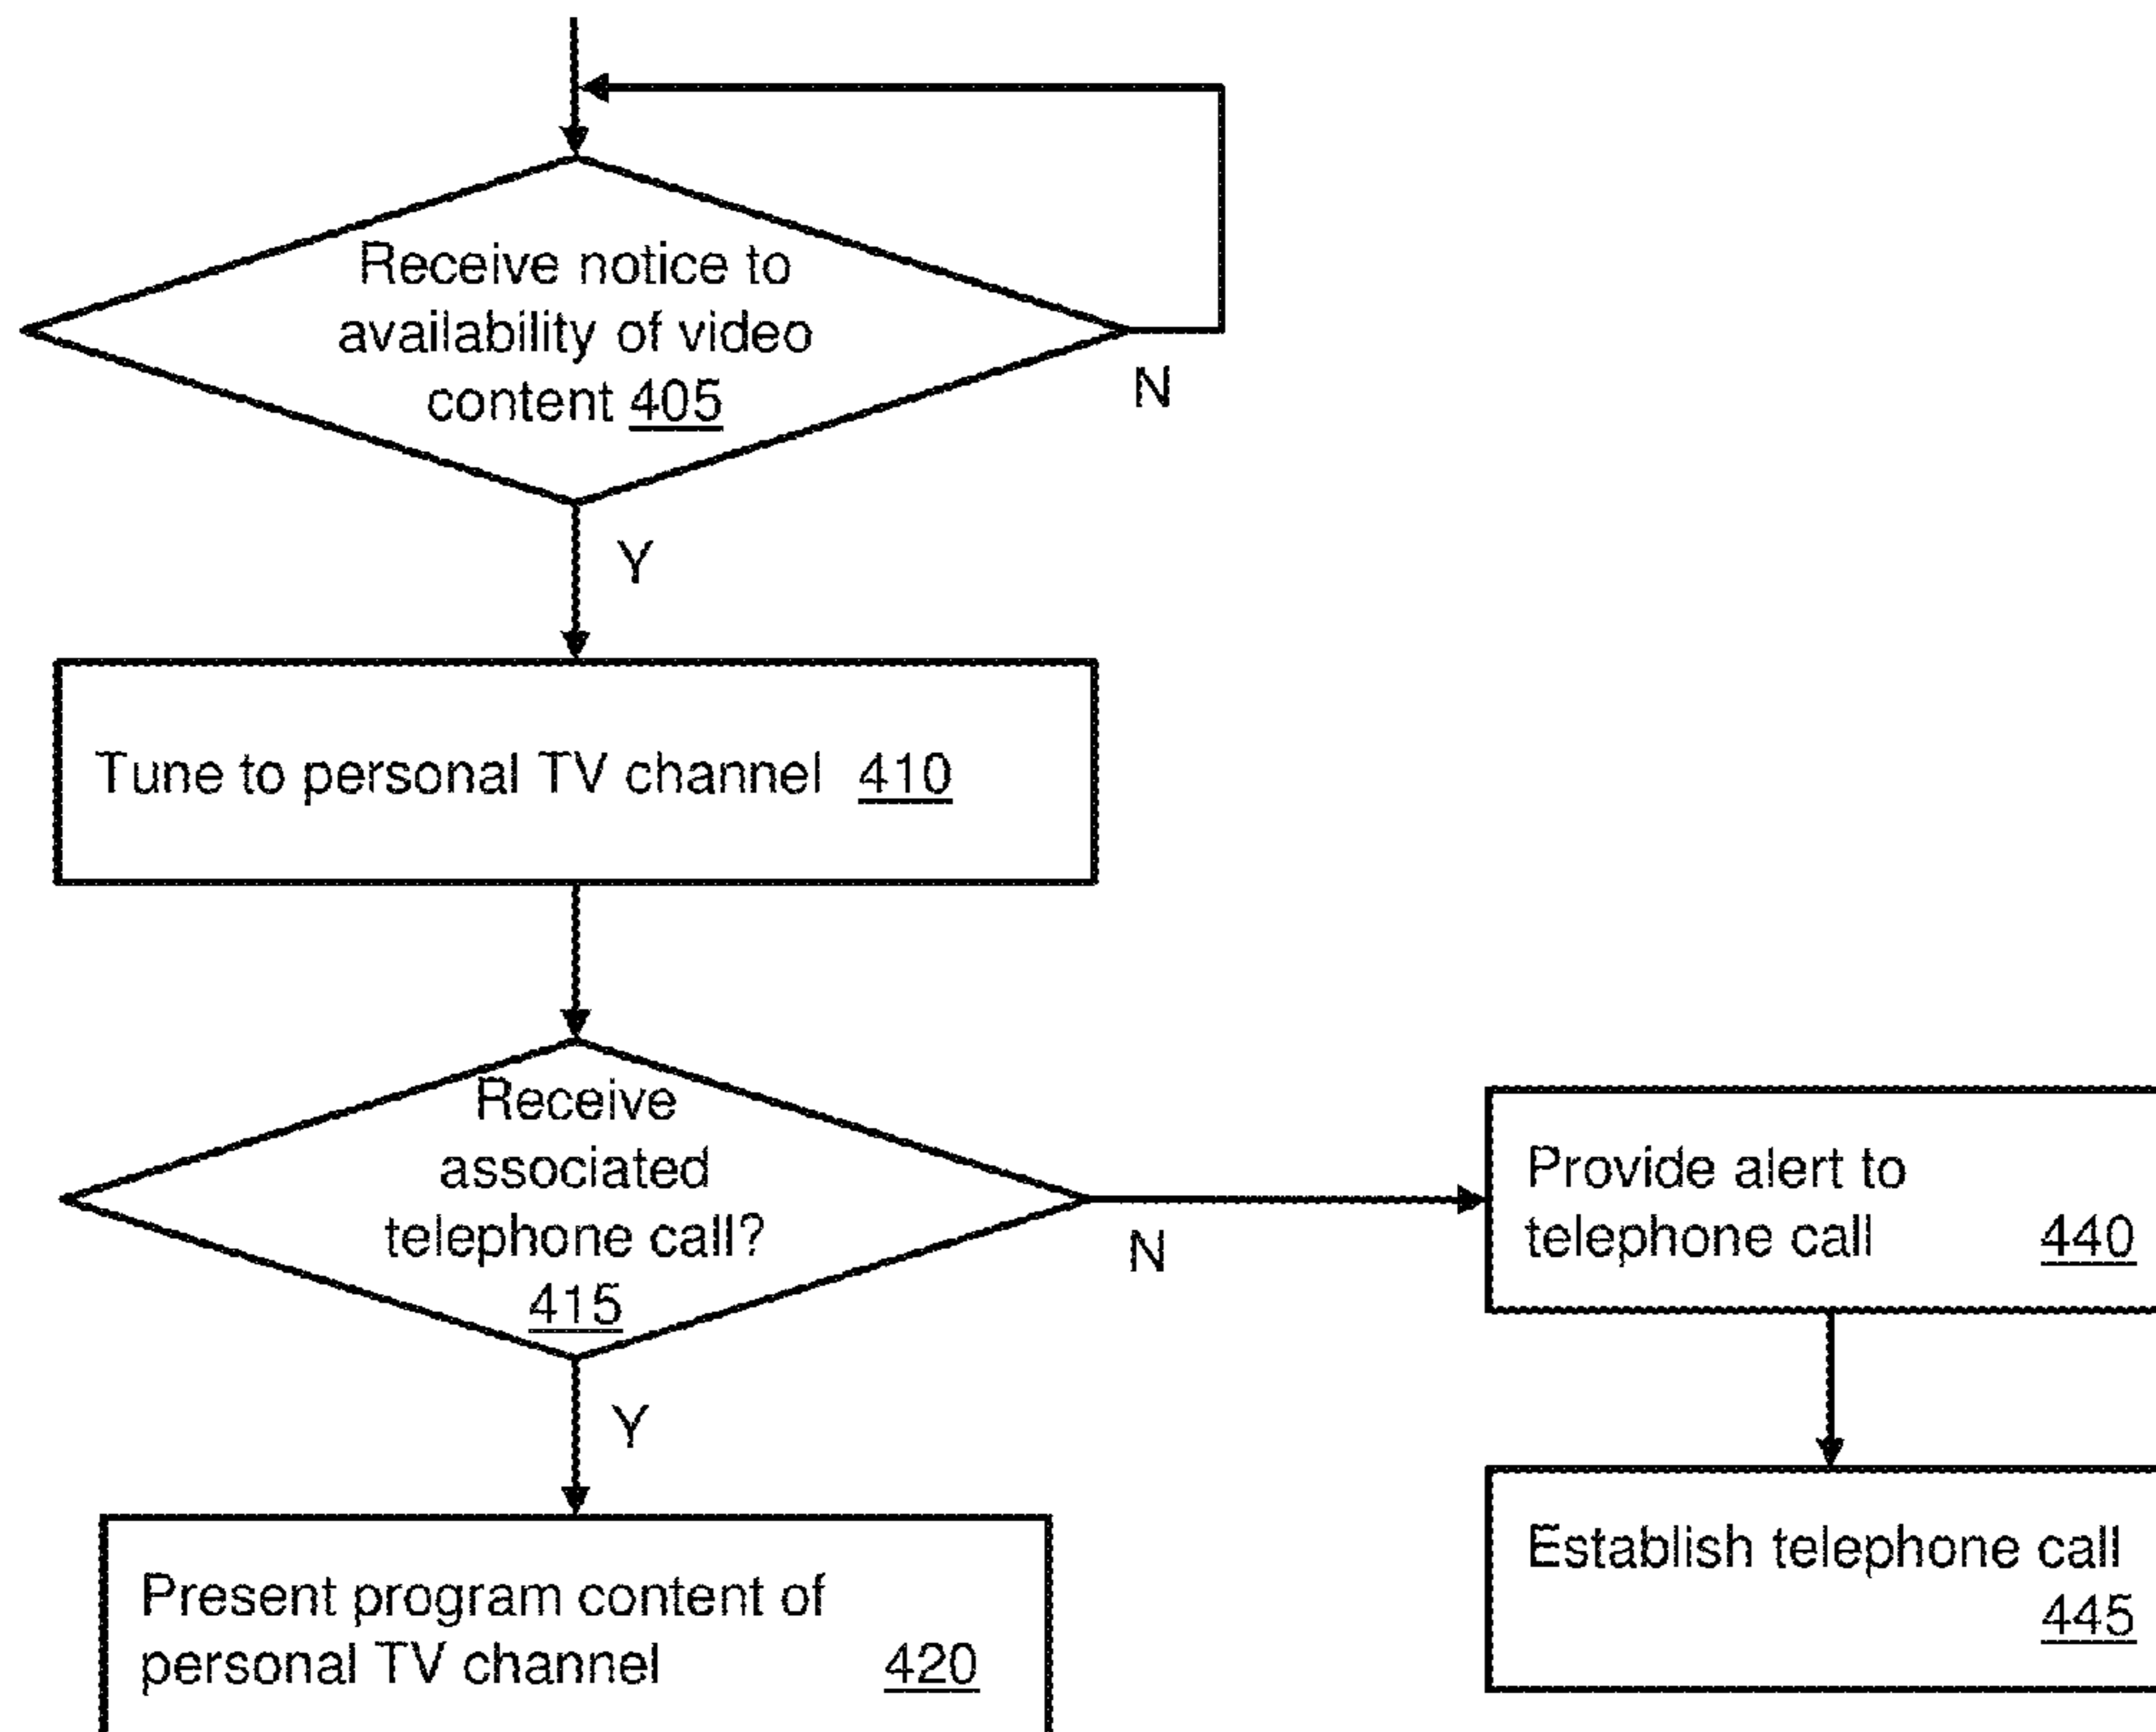 Receive notice to
availability of video
content 405
N
Y
Tune to personal TV channel 410
Receive
associated
telephone call?
415
N
Y
Provide alert to
telephone call 440
Establish telephone call
445
Present program content of
personal TV channel 420